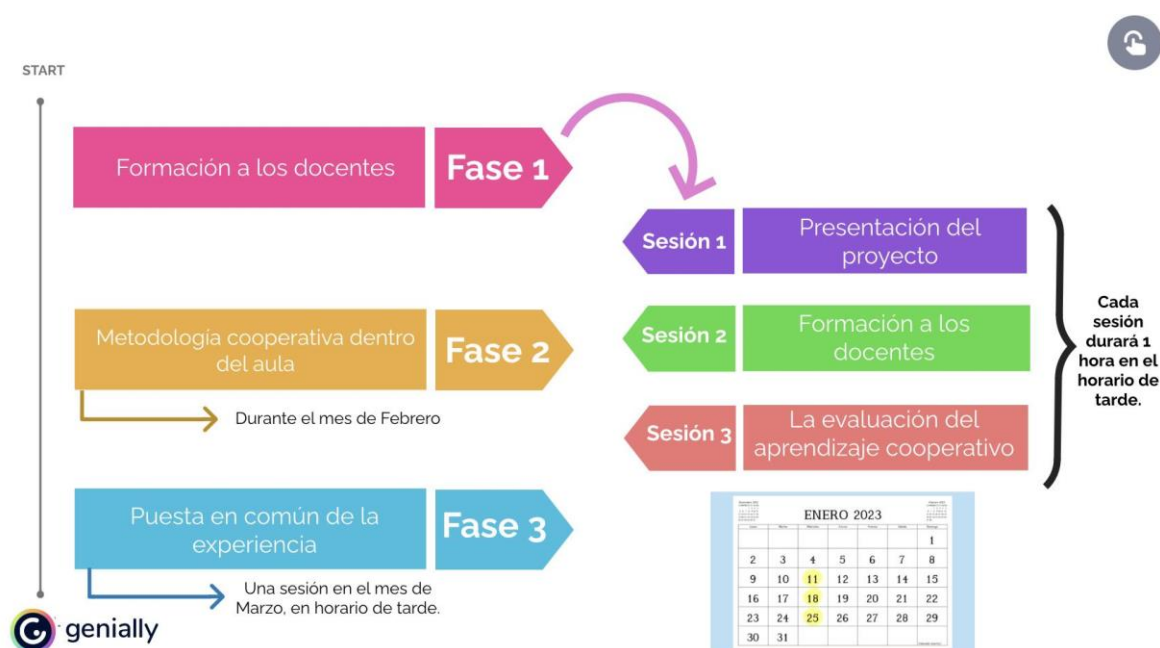 START
Formación a los docentes
Fase 1
Sesión 1
Presentación del
proyecto
Metodología cooperativa dentro
del aula
Fase 2
Durante el mes de Febrero
Sesión 2
Formación a los
docentes
Sesión 3
La evaluación del
aprendizaje cooperativo
Cada
sesión
durará 1
hora en el
horario de
tarde.
Puesta en común de la
experiencia
Fase 3
Una sesión en el mes de
Marzo, en horario de tarde.
ENERO 2023
1
2 3 4 5 6 7 8
9 10 11 12 13 14 15
16 17 18 19 20 21 22
23 24 25 26 27 28 29
30 31
genially